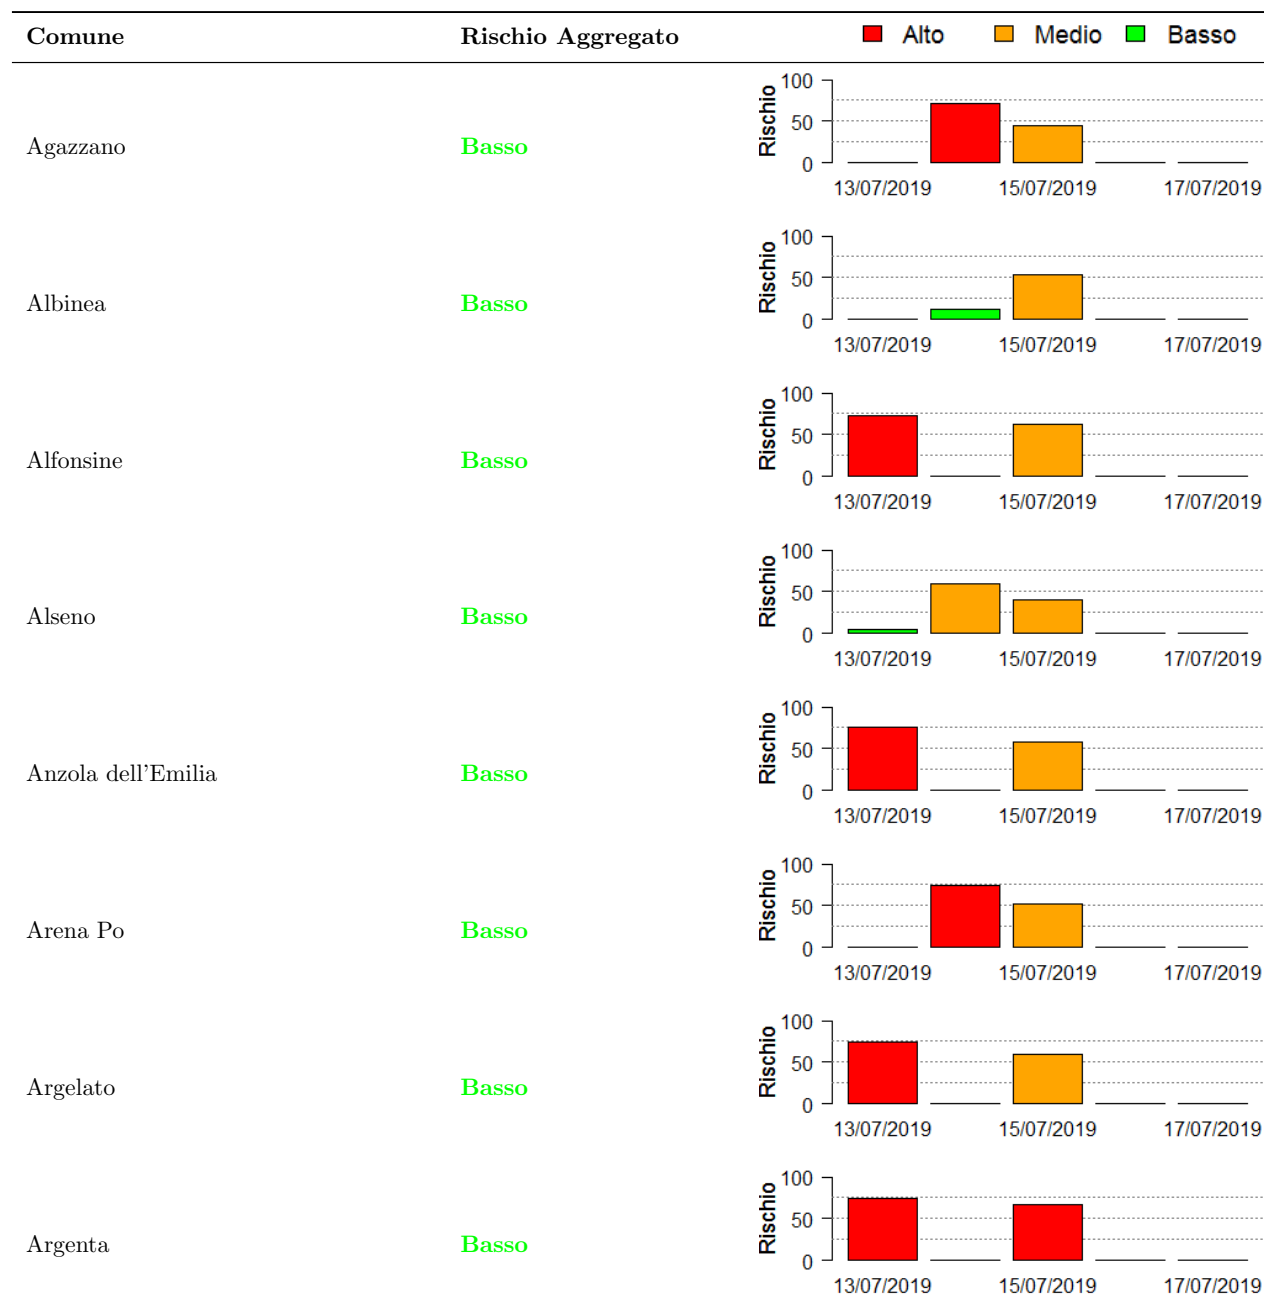 Comune Rischio Aggregato Alto Medio Basso
Agazzano Basso Rischio 100 50 0
13/07/2019 15/07/2019 17/07/2019
Albinea Basso Rischio 100 50 0
13/07/2019 15/07/2019 17/07/2019
Alfonsine Basso Rischio 100 50 0
13/07/2019 15/07/2019 17/07/2019
Alseno Basso Rischio 100 50 0
13/07/2019 15/07/2019 17/07/2019
Anzola dell'Emilia Basso Rischio 100 50 0
13/07/2019 15/07/2019 17/07/2019
Arena Po Basso Rischio 100 50 0
13/07/2019 15/07/2019 17/07/2019
Argelato Basso Rischio 100 50 0
13/07/2019 15/07/2019 17/07/2019
Argenta Basso Rischio 100 50 0
13/07/2019 15/07/2019 17/07/2019